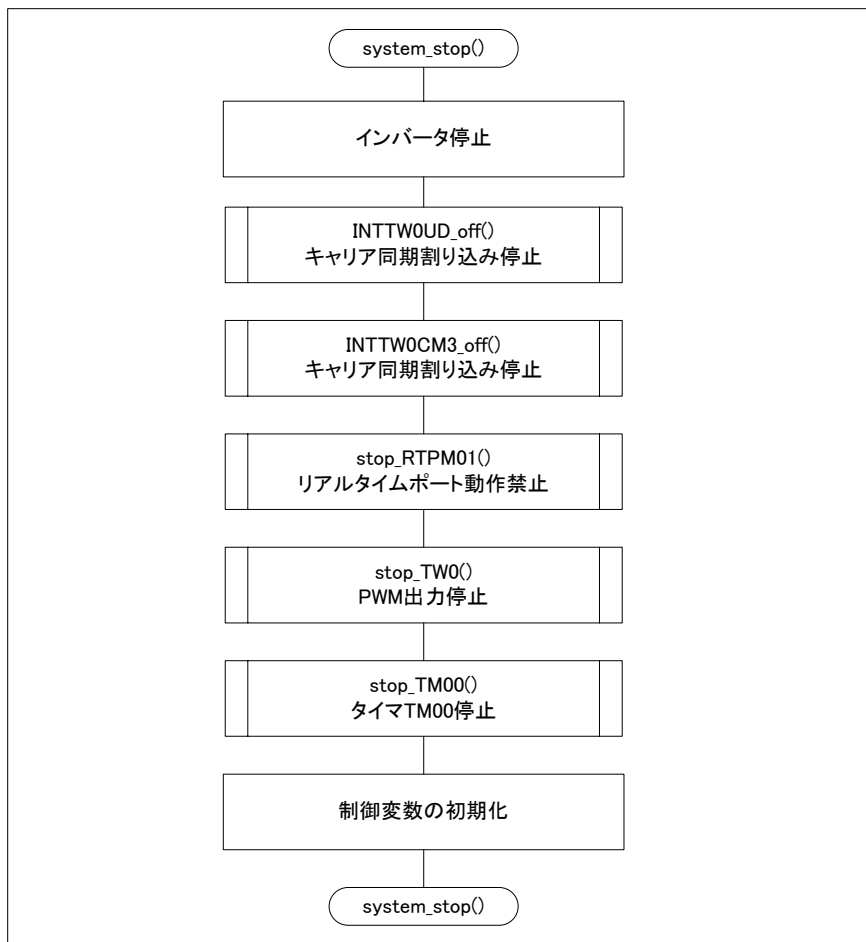 system_stop()
インバータ停止
INTTW0UD_off()
キャリア同期割り込み停止
INTTW0CM3_off()
キャリア同期割り込み停止
stop_RTPM01()
リアルタイムポート動作禁止
stop_TW0()
PWM出力停止
stop_TM00()
タイマTM00停止
制御変数の初期化
system_stop()